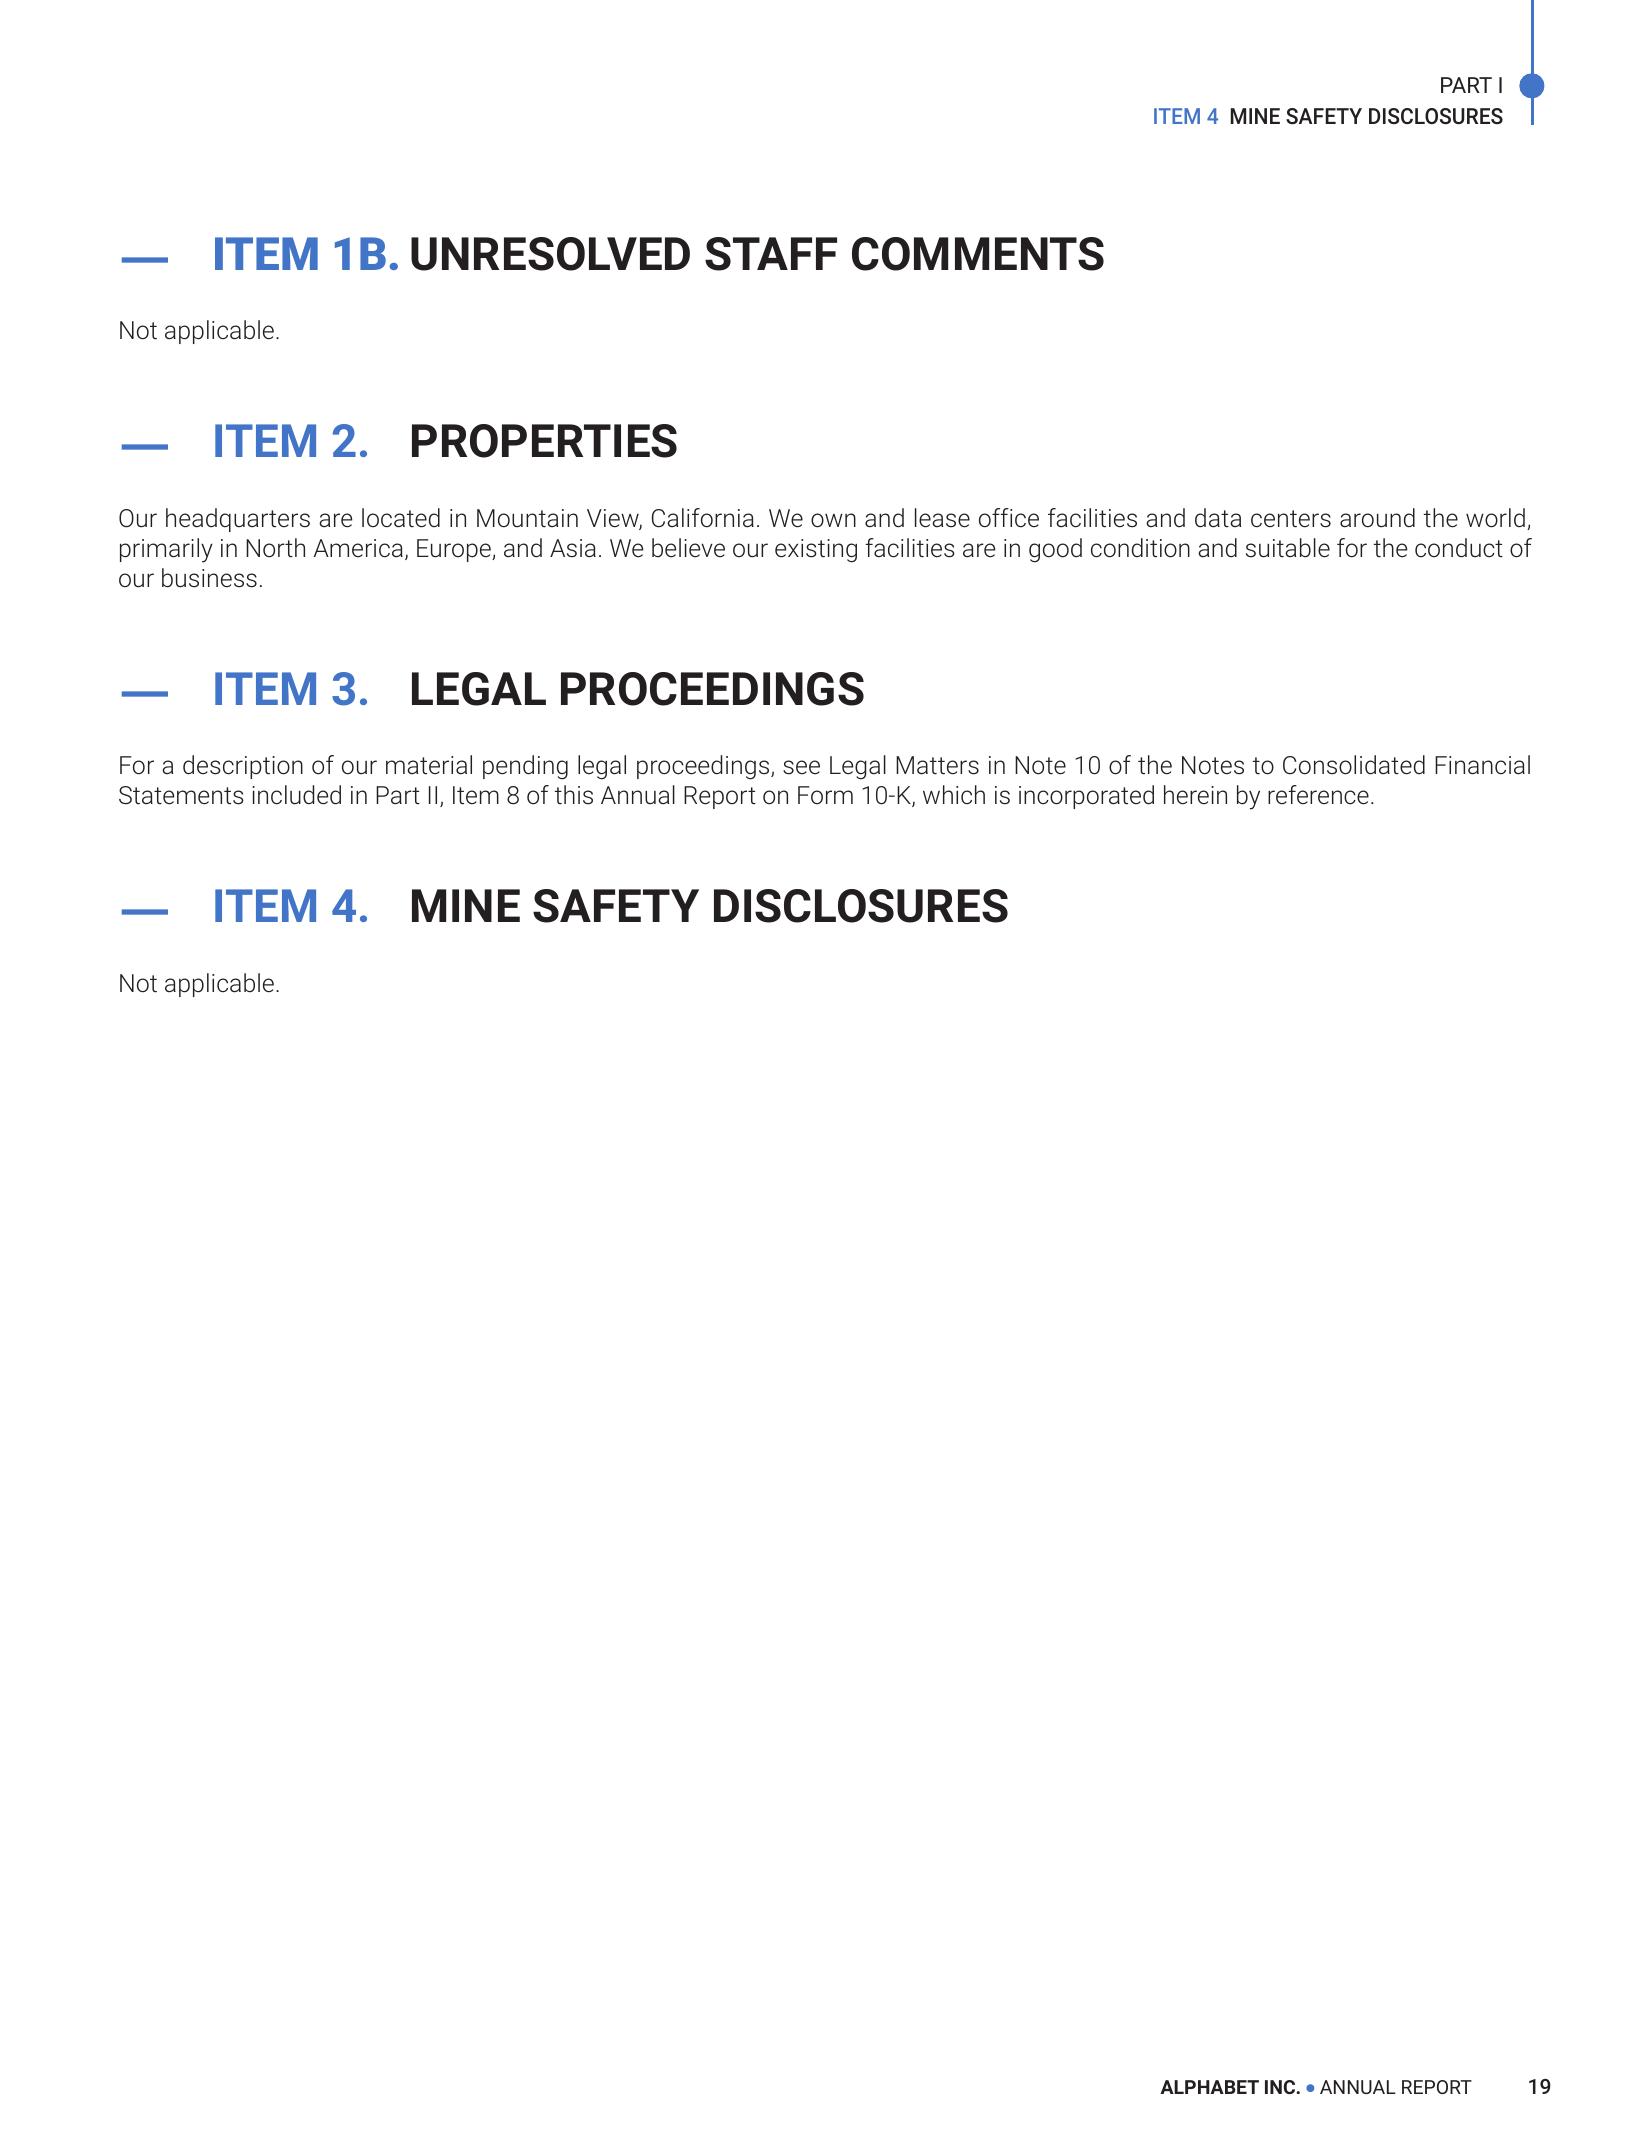 PART I
ITEM 4 MINE SAFETY DISCLOSURES
— ITEM 1B. UNRESOLVED STAFF COMMENTS
Not applicable.
— ITEM 2. PROPERTIES
Our headquarters are located in Mountain View, California. We own and lease office facilities and data centers around the world,
primarily in North America, Europe, and Asia. We believe our existing facilities are in good condition and suitable for the conduct of
our business.
— ITEM 3. LEGAL PROCEEDINGS
For a description of our material pending legal proceedings, see Legal Matters in Note 10 of the Notes to Consolidated Financial
Statements included in Part II, Item 8 of this Annual Report on Form 10-K, which is incorporated herein by reference.
— ITEM 4. MINE SAFETY DISCLOSURES
Not applicable.
ALPHABET INC. • ANNUAL REPORT 19